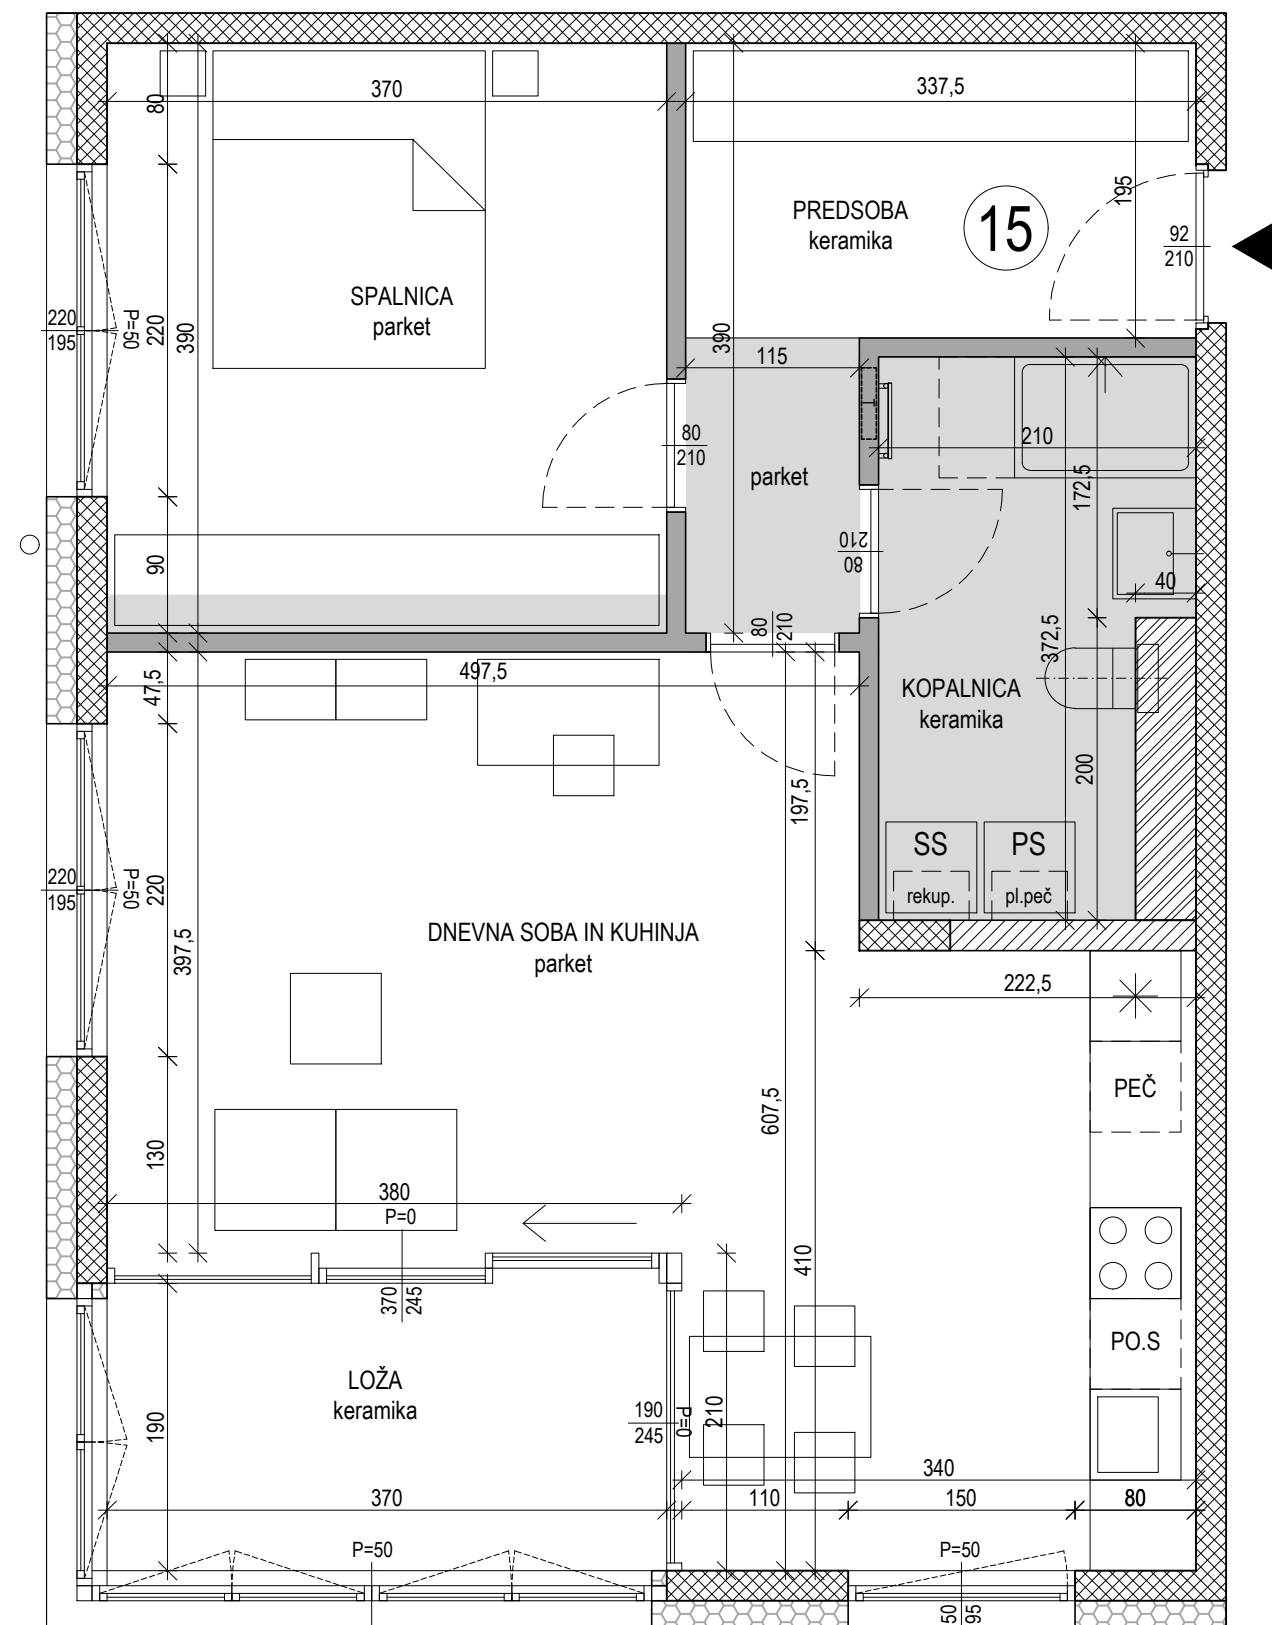 370
337,5
80
195
PREDSOBA
keramika
15
92
210
SPALNICA
parket
220
195
P=50
220
390
390
115
80
210
210
parket
172,5
80
210
90
40
80
210
372,5
497,5
47,5
KOPALNICA
keramika
200
197,5
SS
PS
rekup.
pl.peč
220
195
P=50
220
397,5
DNEVNA SOBA IN KUHINJA
parket
222,5
PEČ
607,5
130
380
P=0
410
370
245
PO.S
LOŽA
keramika
190
190
245
P=0
210
340
370
110
150
80
P=50
P=50
50
95